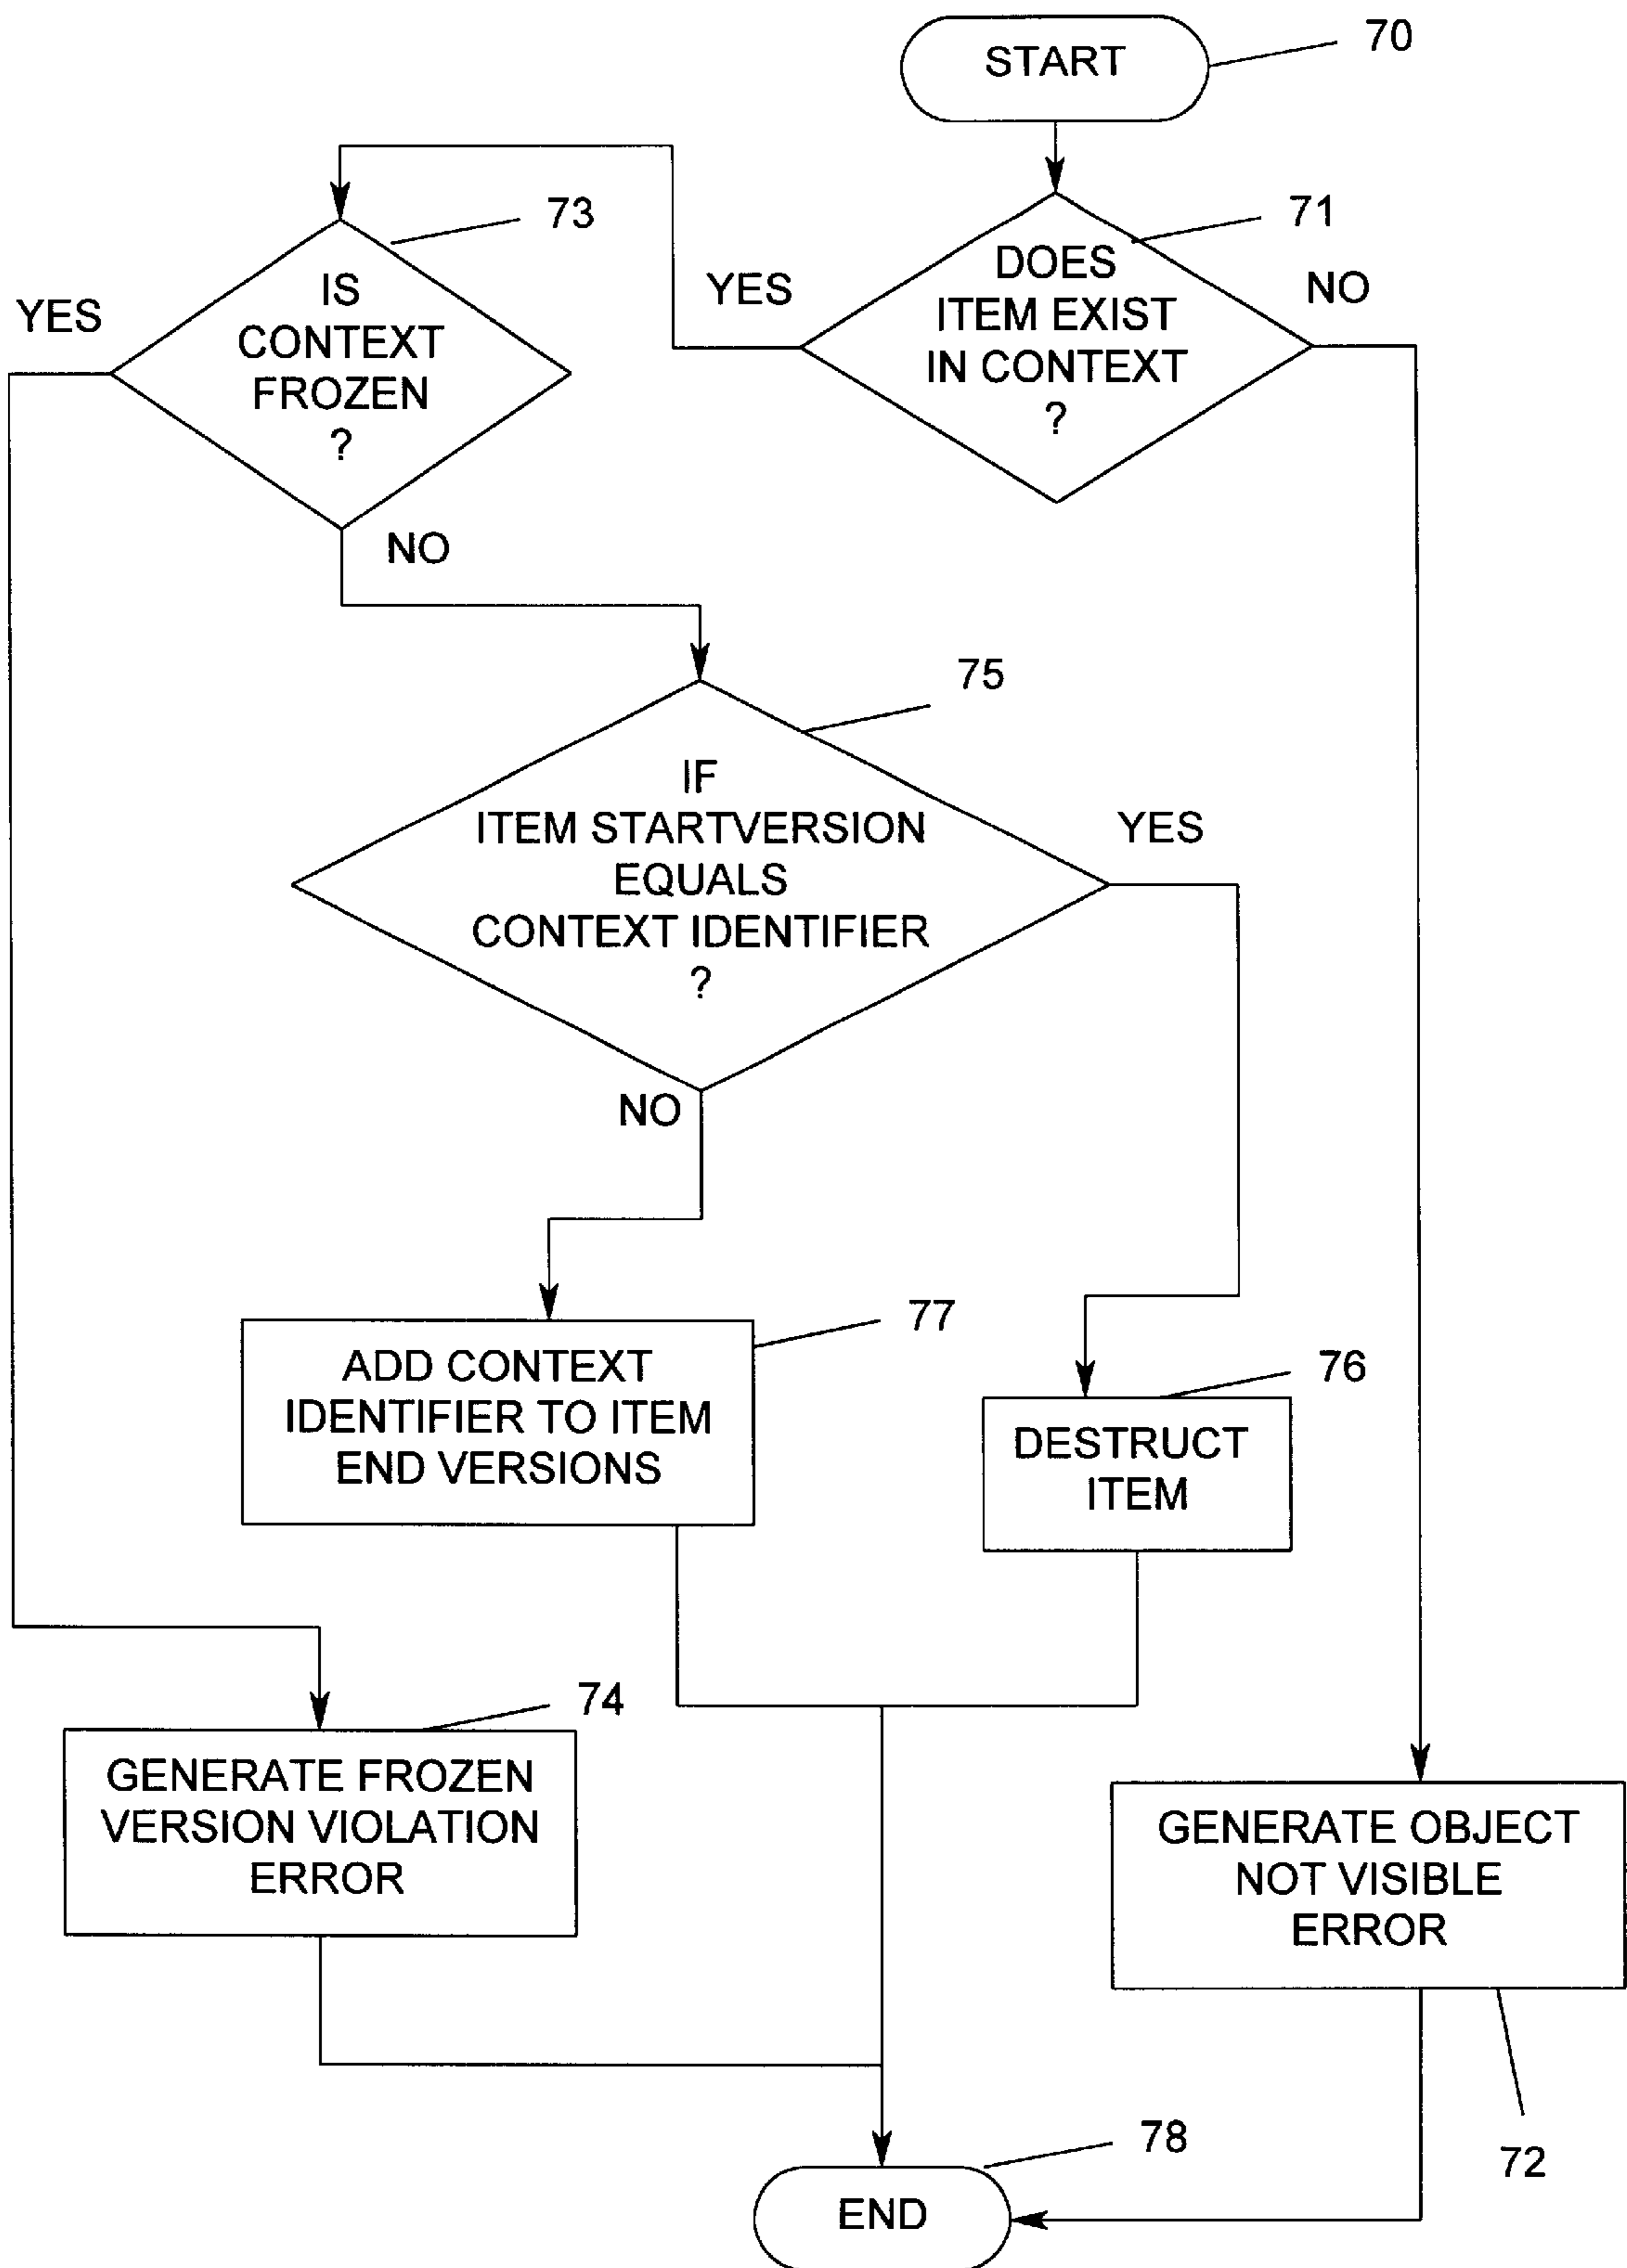 START
70
73
71
IS
CONTEXT
FROZEN
?
YES
DOES
ITEM EXIST
IN CONTEXT
?
YES
NO
NO
75
IF
ITEM STARTVERSION
EQUALS
CONTEXT IDENTIFIER
?
YES
NO
77
ADD CONTEXT
IDENTIFIER TO ITEM
END VERSIONS
76
DESTRUCT
ITEM
74
GENERATE FROZEN
VERSION VIOLATION
ERROR
GENERATE OBJECT
NOT VISIBLE
ERROR
72
78
END